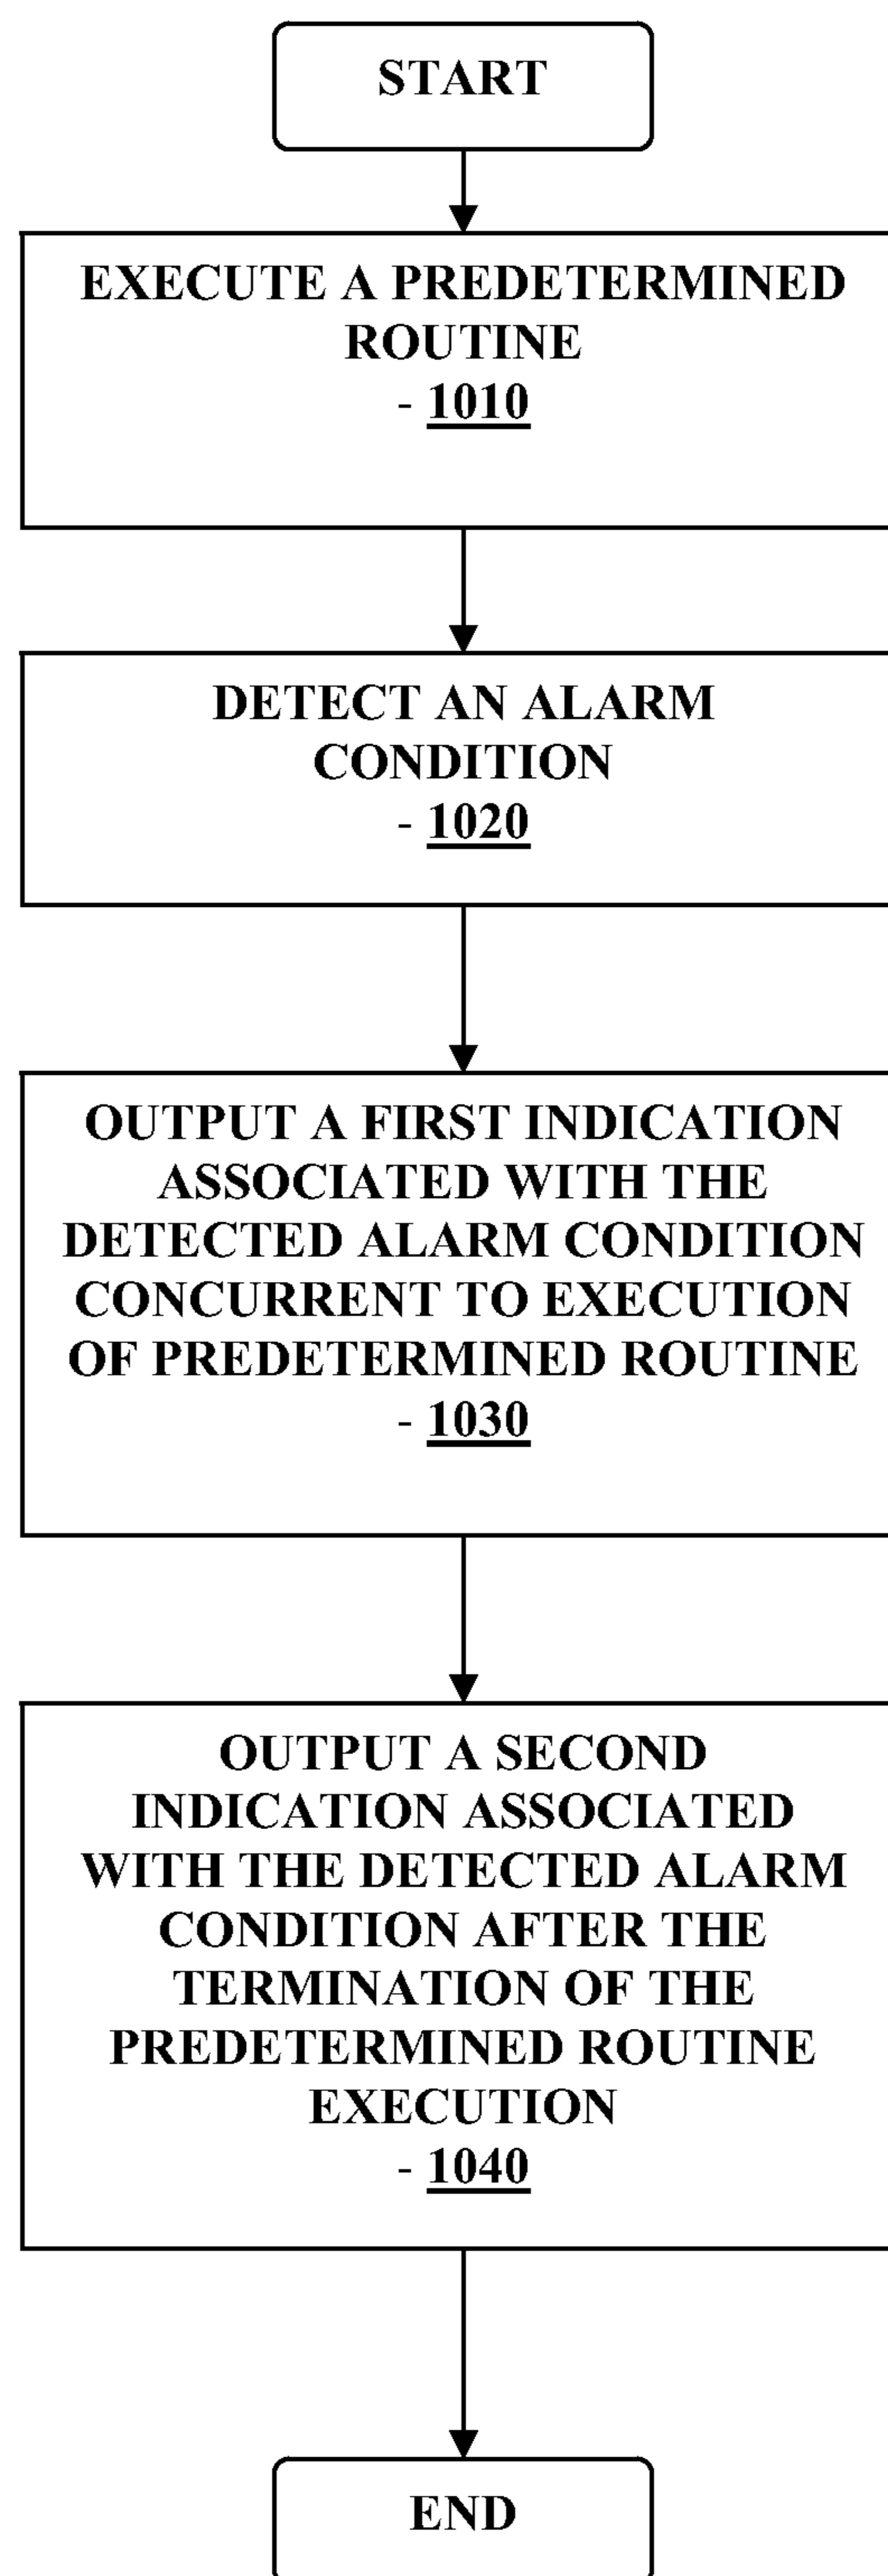 START
EXECUTE A PREDETERMINED
ROUTINE
- 1010
DETECT AN ALARM
CONDITION
- 1020
OUTPUT A FIRST INDICATION
ASSOCIATED WITH THE
DETECTED ALARM CONDITION
CONCURRENT TO EXECUTION
OF PREDETERMINED ROUTINE
- 1030
OUTPUT A SECOND
INDICATION ASSOCIATED
WITH THE DETECTED ALARM
CONDITION AFTER THE
TERMINATION OF THE
PREDETERMINED ROUTINE
EXECUTION
- 1040
END